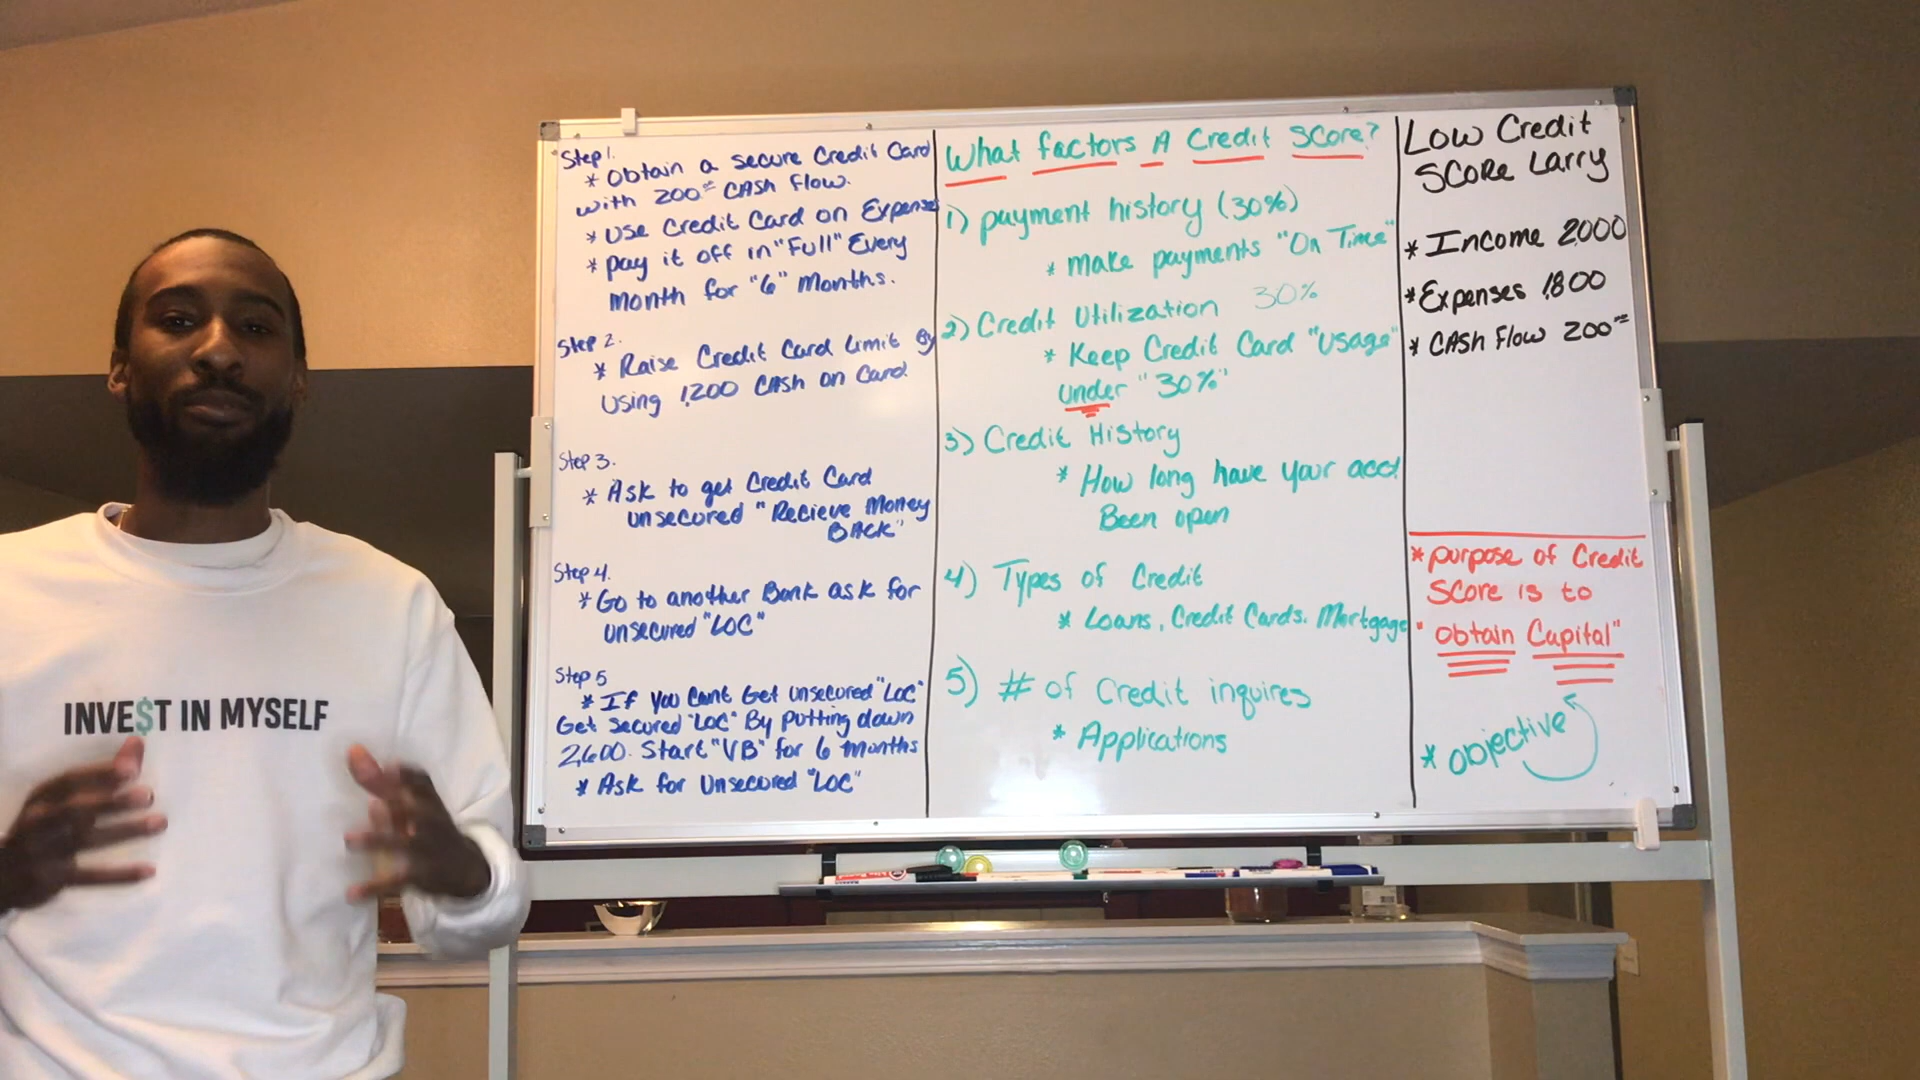 Step 1.
* Obtain a secure Credit Card
with 200== CASH Flow.
* Use Credit Card on Expense
* pay it off in "Full" Every
Month for "6" Months.
Step 2.
* Raise Credit Card Limit By
Using 1,200 CASH on Card.
Step 3.
* Ask to get Credit Card
unsecured "Recieve Money
BACK"
Step 4.
* Go to another Bank ask for
unsecured "LOC"
Step 5
* If you Cant Get unsecured "LOC"
Get secured "LOC" By putting down
2,600. Start "VB" for 6 months
* Ask for Unsecured "LOC"
What factors A Credit Score?
1) payment history (30%)
* make payments "On Time"
2) Credit Utilization 30%
* Keep Credit Card "Usage"
under "30%"
3) Credit History
* How long have your acct
Been open
4) Types of Credit
* Loans, Credit Cards. Mortgage
5) # of Credit inquires
* Applications
Low Credit
Score Larry
* Income 2,000
* Expenses 1,800
* CASH Flow 200==
* purpose of Credit
Score is to
"Obtain Capital"
* Objective
INVE$T IN MYSELF